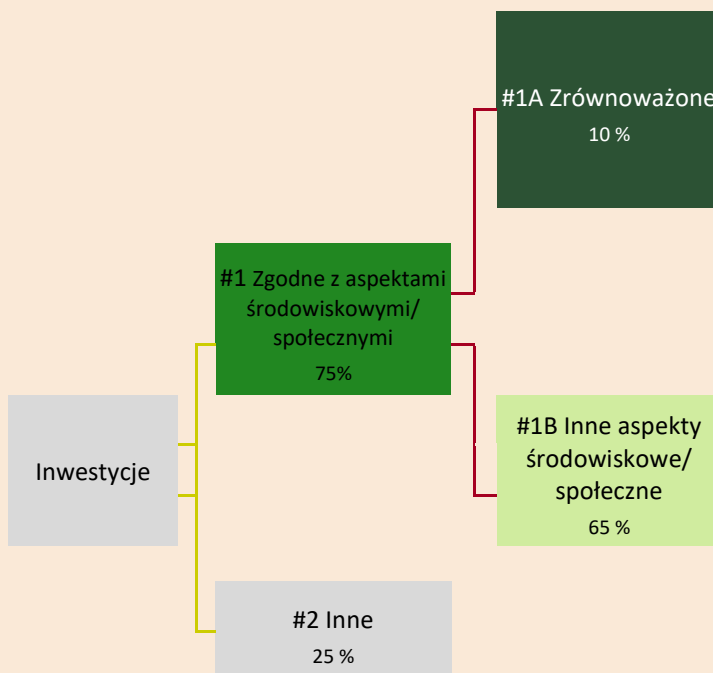 #1A Zrównoważone
10 %
#1 Zgodne z aspektami
środowiskowymi/
społecznymi
75%
Inwestycje
#1B Inne aspekty
środowiskowe/
społeczne
65 %
#2 Inne
25 %